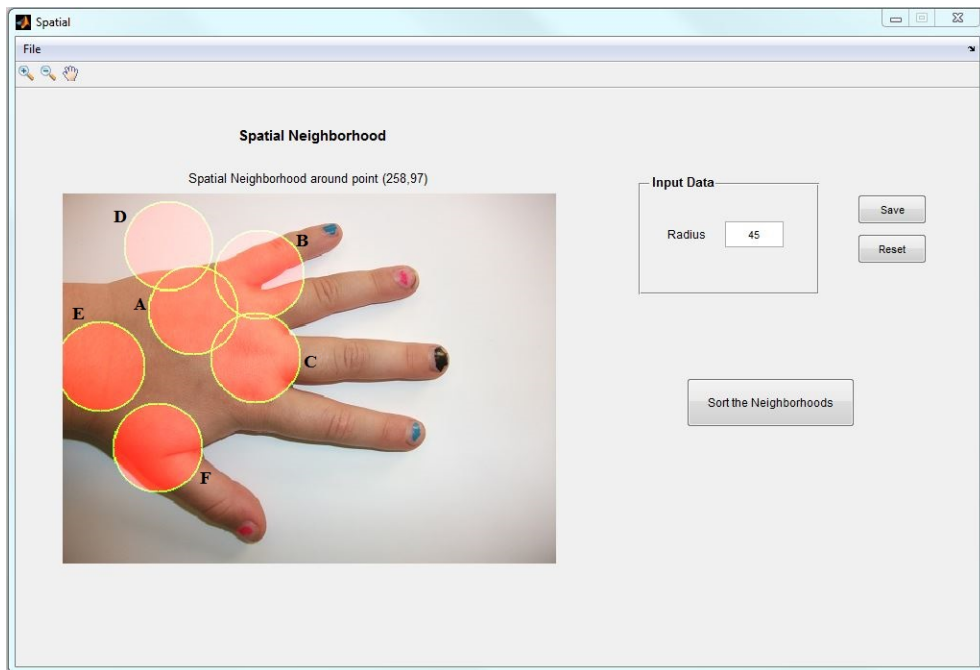 Spatial
File
Spatial Neighborhood
Spatial Neighborhood around point (258,97)
D
B
A
E
C
F
Input Data
Radius 45
Save
Reset
Sort the Neighborhoods